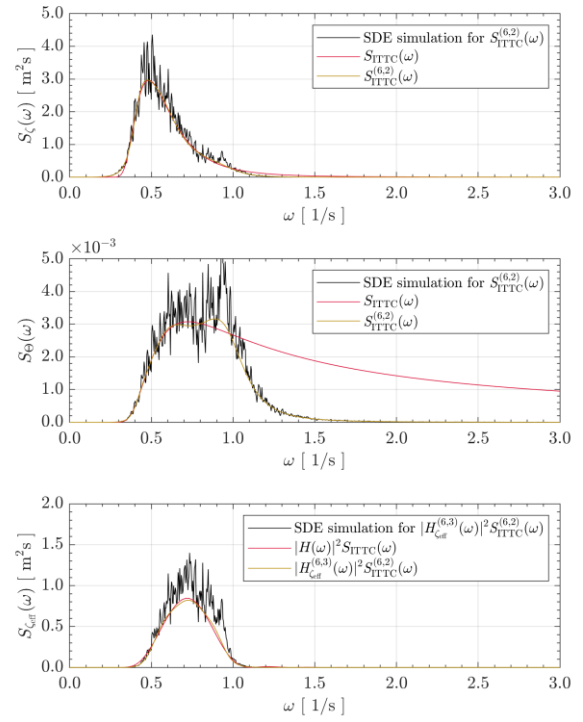 5.0
4.0
3.0
2.0
1.0
0.0
S_ζ(ω) [ m²s ]
SDE simulation for S_ITTC^(6,2)(ω)
S_ITTC(ω)
S_ITTC^(6,2)(ω)
0.0 0.5 1.0 1.5 2.0 2.5 3.0
ω [ 1/s ]
×10⁻³
5.0
4.0
3.0
2.0
1.0
0.0
S_Θ(ω)
SDE simulation for S_ITTC^(6,2)(ω)
S_ITTC(ω)
S_ITTC^(6,2)(ω)
0.0 0.5 1.0 1.5 2.0 2.5 3.0
ω [ 1/s ]
2.0
1.5
1.0
0.5
0.0
S_ζeff(ω) [ m²s ]
SDE simulation for |H_ζeff^(6,3)(ω)|²S_ITTC^(6,2)(ω)
|H(ω)|²S_ITTC(ω)
|H_ζeff^(6,3)(ω)|²S_ITTC^(6,2)(ω)
0.0 0.5 1.0 1.5 2.0 2.5 3.0
ω [ 1/s ]